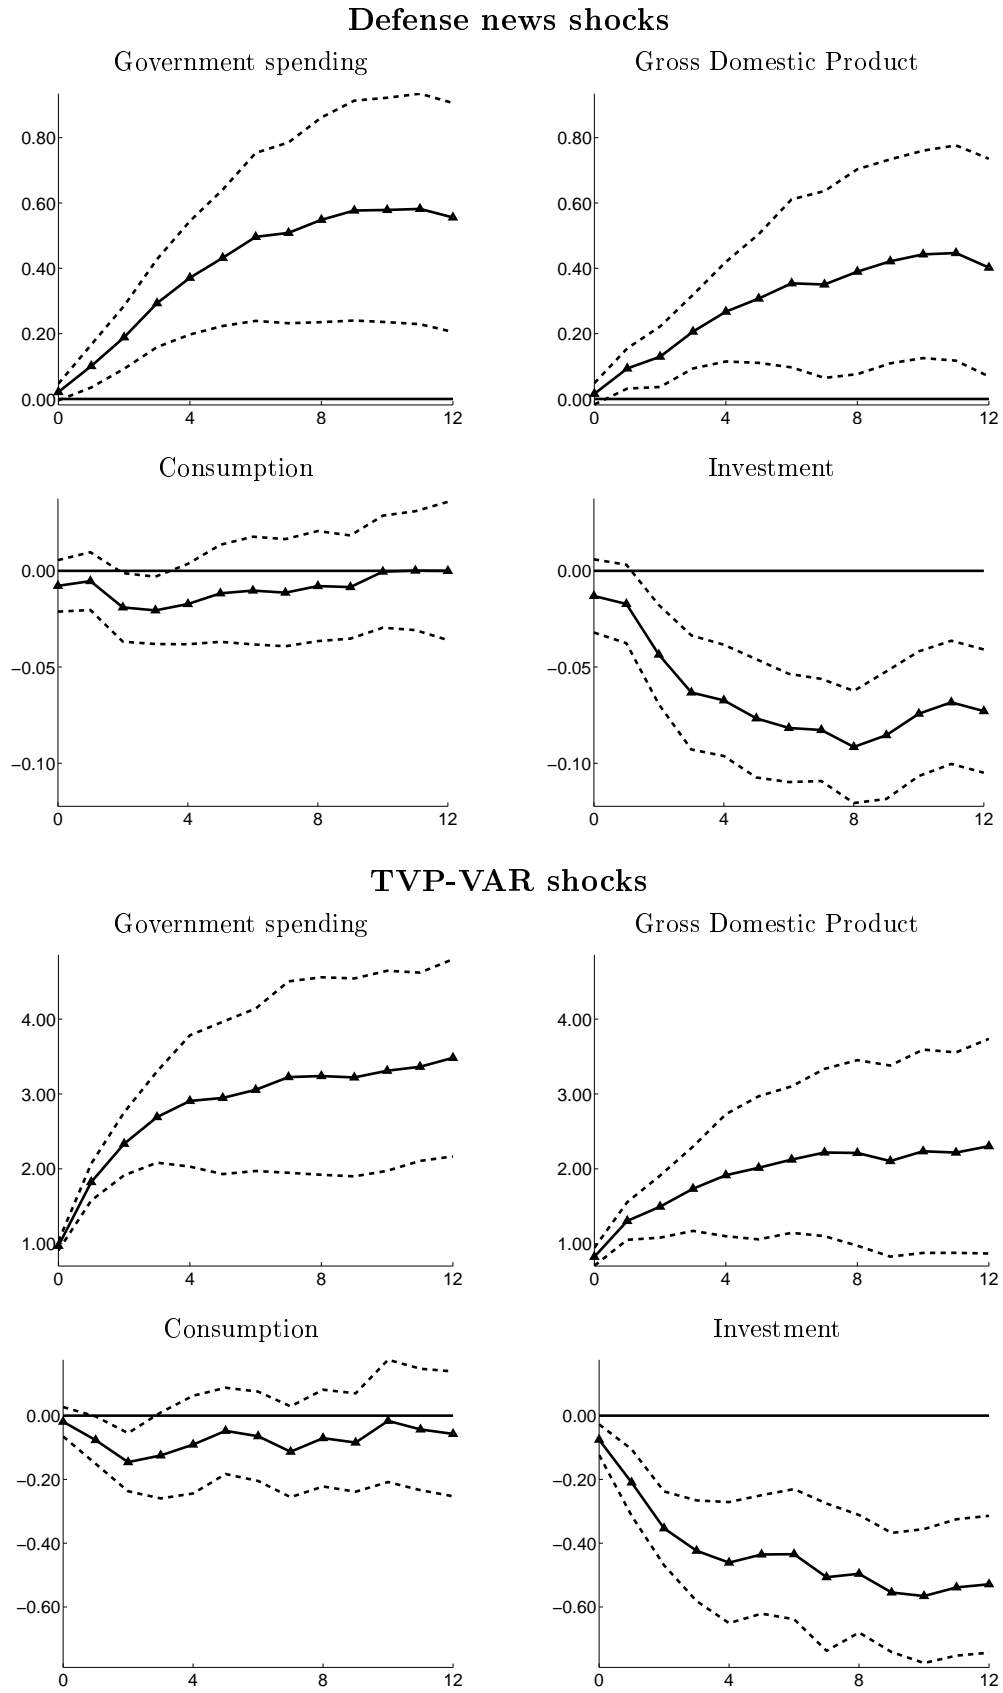 Defense news shocks
Government spending
Gross Domestic Product
0.80
0.60
0.40
0.20
0.00
0 4 8 12
0.80
0.60
0.40
0.20
0.00
0 4 8 12
Consumption
Investment
0.00
−0.05
−0.10
0 4 8 12
0.00
−0.05
−0.10
0 4 8 12
TVP-VAR shocks
Government spending
Gross Domestic Product
4.00
3.00
2.00
1.00
0 4 8 12
4.00
3.00
2.00
1.00
0 4 8 12
Consumption
Investment
0.00
−0.20
−0.40
−0.60
0 4 8 12
0.00
−0.20
−0.40
−0.60
0 4 8 12